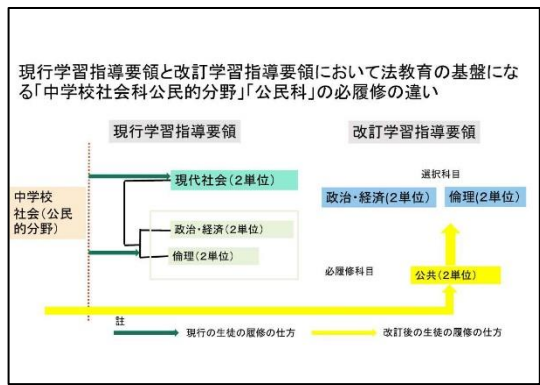 現行学習指導要領と改訂学習指導要領において法教育の基盤にな
る「中学校社会科公民的分野」「公民科」の必履修の違い
現行学習指導要領
改訂学習指導要領
中学校
社会(公民
的分野)
現代社会(2単位)
政治・経済(2単位)
倫理(2単位)
選択科目
政治・経済(2単位)
倫理(2単位)
必履修科目
公共(2単位)
註
現行の生徒の履修の仕方
改訂後の生徒の履修の仕方